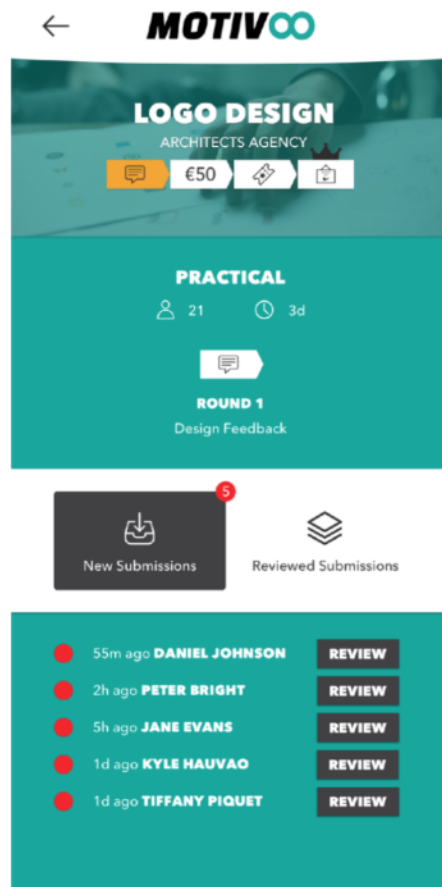 MOTIVOO
LOGO DESIGN
ARCHITECTS AGENCY
€50
PRACTICAL
21 3d
ROUND 1
Design Feedback
5
New Submissions Reviewed Submissions
55m ago DANIEL JOHNSON REVIEW
2h ago PETER BRIGHT REVIEW
5h ago JANE EVANS REVIEW
1d ago KYLE HAUVAO REVIEW
1d ago TIFFANY PIQUET REVIEW